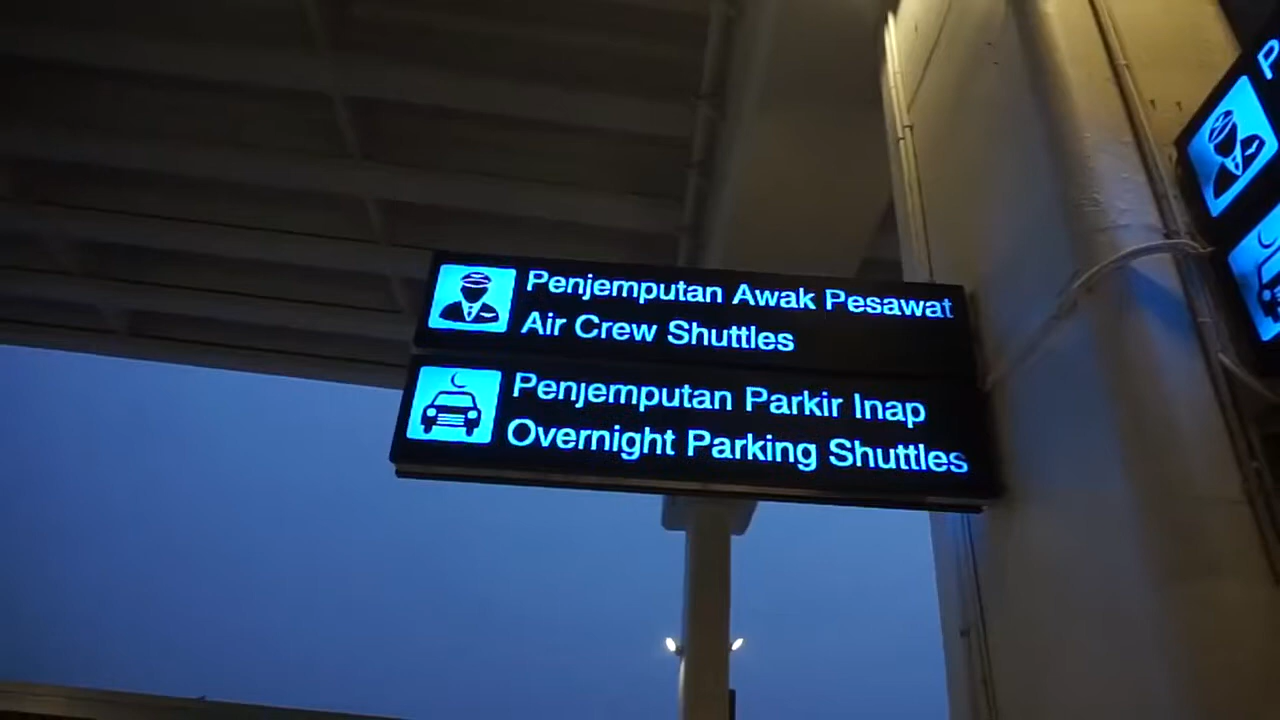 Penjemputan Awak Pesawat
Air Crew Shuttles
Penjemputan Parkir Inap
Overnight Parking Shuttles
P